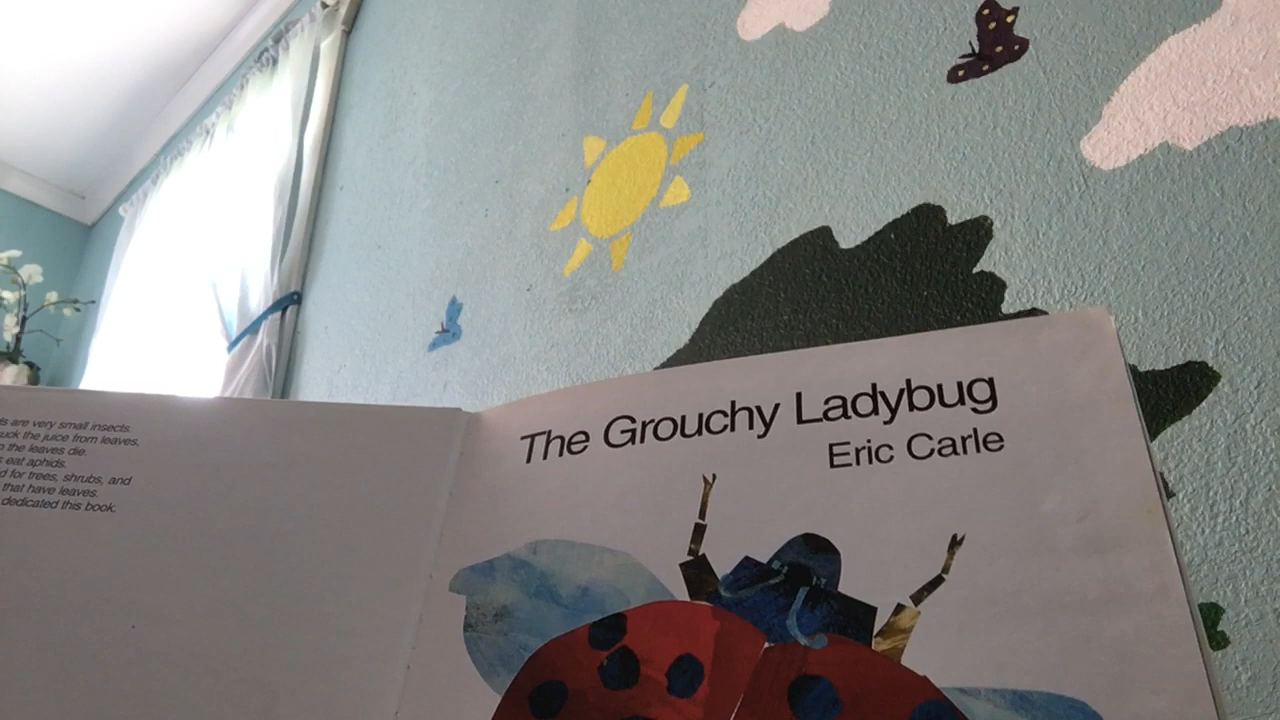 are very small insects.
the juice from leaves,
the leaves die.
eat aphids.
for trees, shrubs, and
that have leaves.
dedicated this book.
The Grouchy Ladybug
Eric Carle